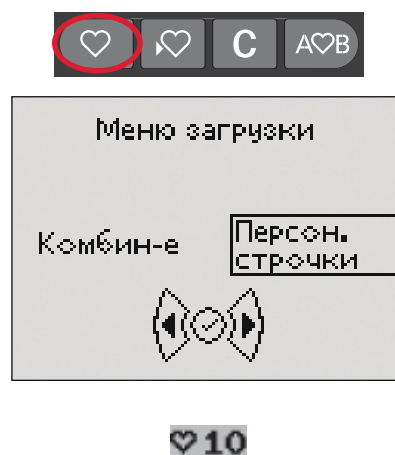 ♡ ♡ C A♡B
Меню загрузки
Комбин-е
Персон.
строчки
♡10